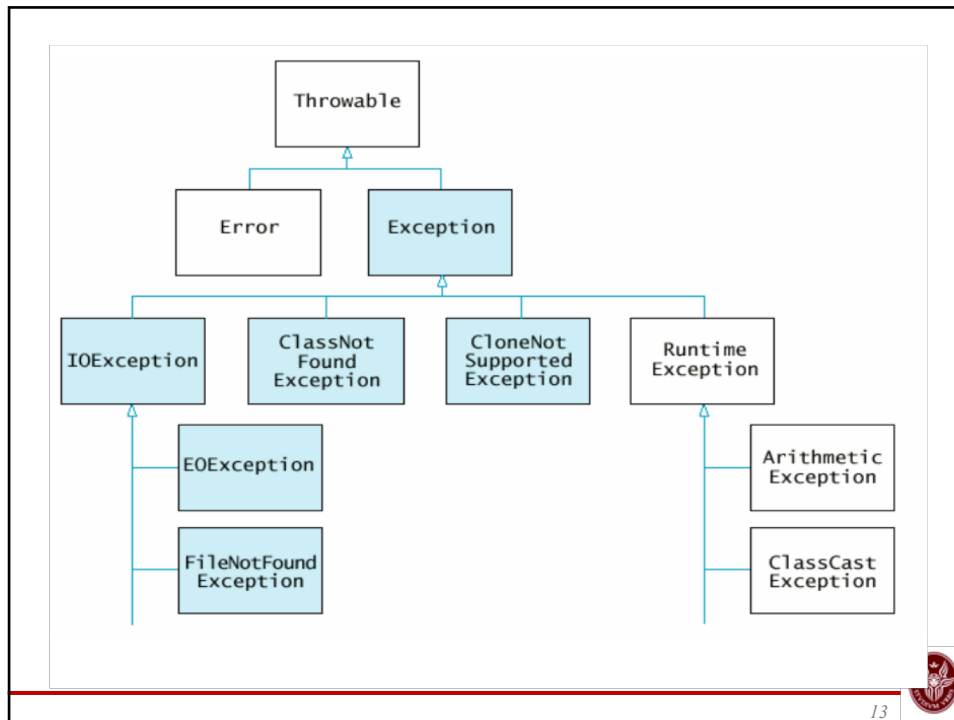 Throwable
Error
Exception
IOException
ClassNot
Found
Exception
CloneNot
Supported
Exception
Runtime
Exception
EOException
Arithmetic
Exception
FileNotFound
Exception
ClassCast
Exception
13